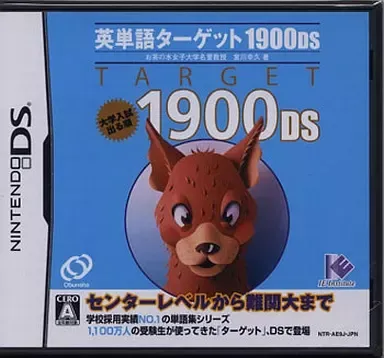 英単語ターゲット1900DS
お茶の水女子大学名誉教授 宮川幸久 著
TARGET
大学入試
出る順
1900DS
NINTENDO DS
Obunsha
IE Institute
CERO A
センターレベルから難関大まで
学校採用実績NO.1の単語集シリーズ
1,100万人の受験生が使ってきた「ターゲット」、DSで登場
NTR-AE9J-JPN